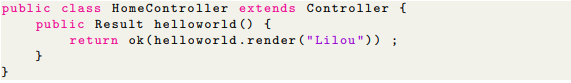 public class HomeController extends Controller {
    public Result helloworld() {
        return ok(helloworld.render("Lilou")) ;
    }
}